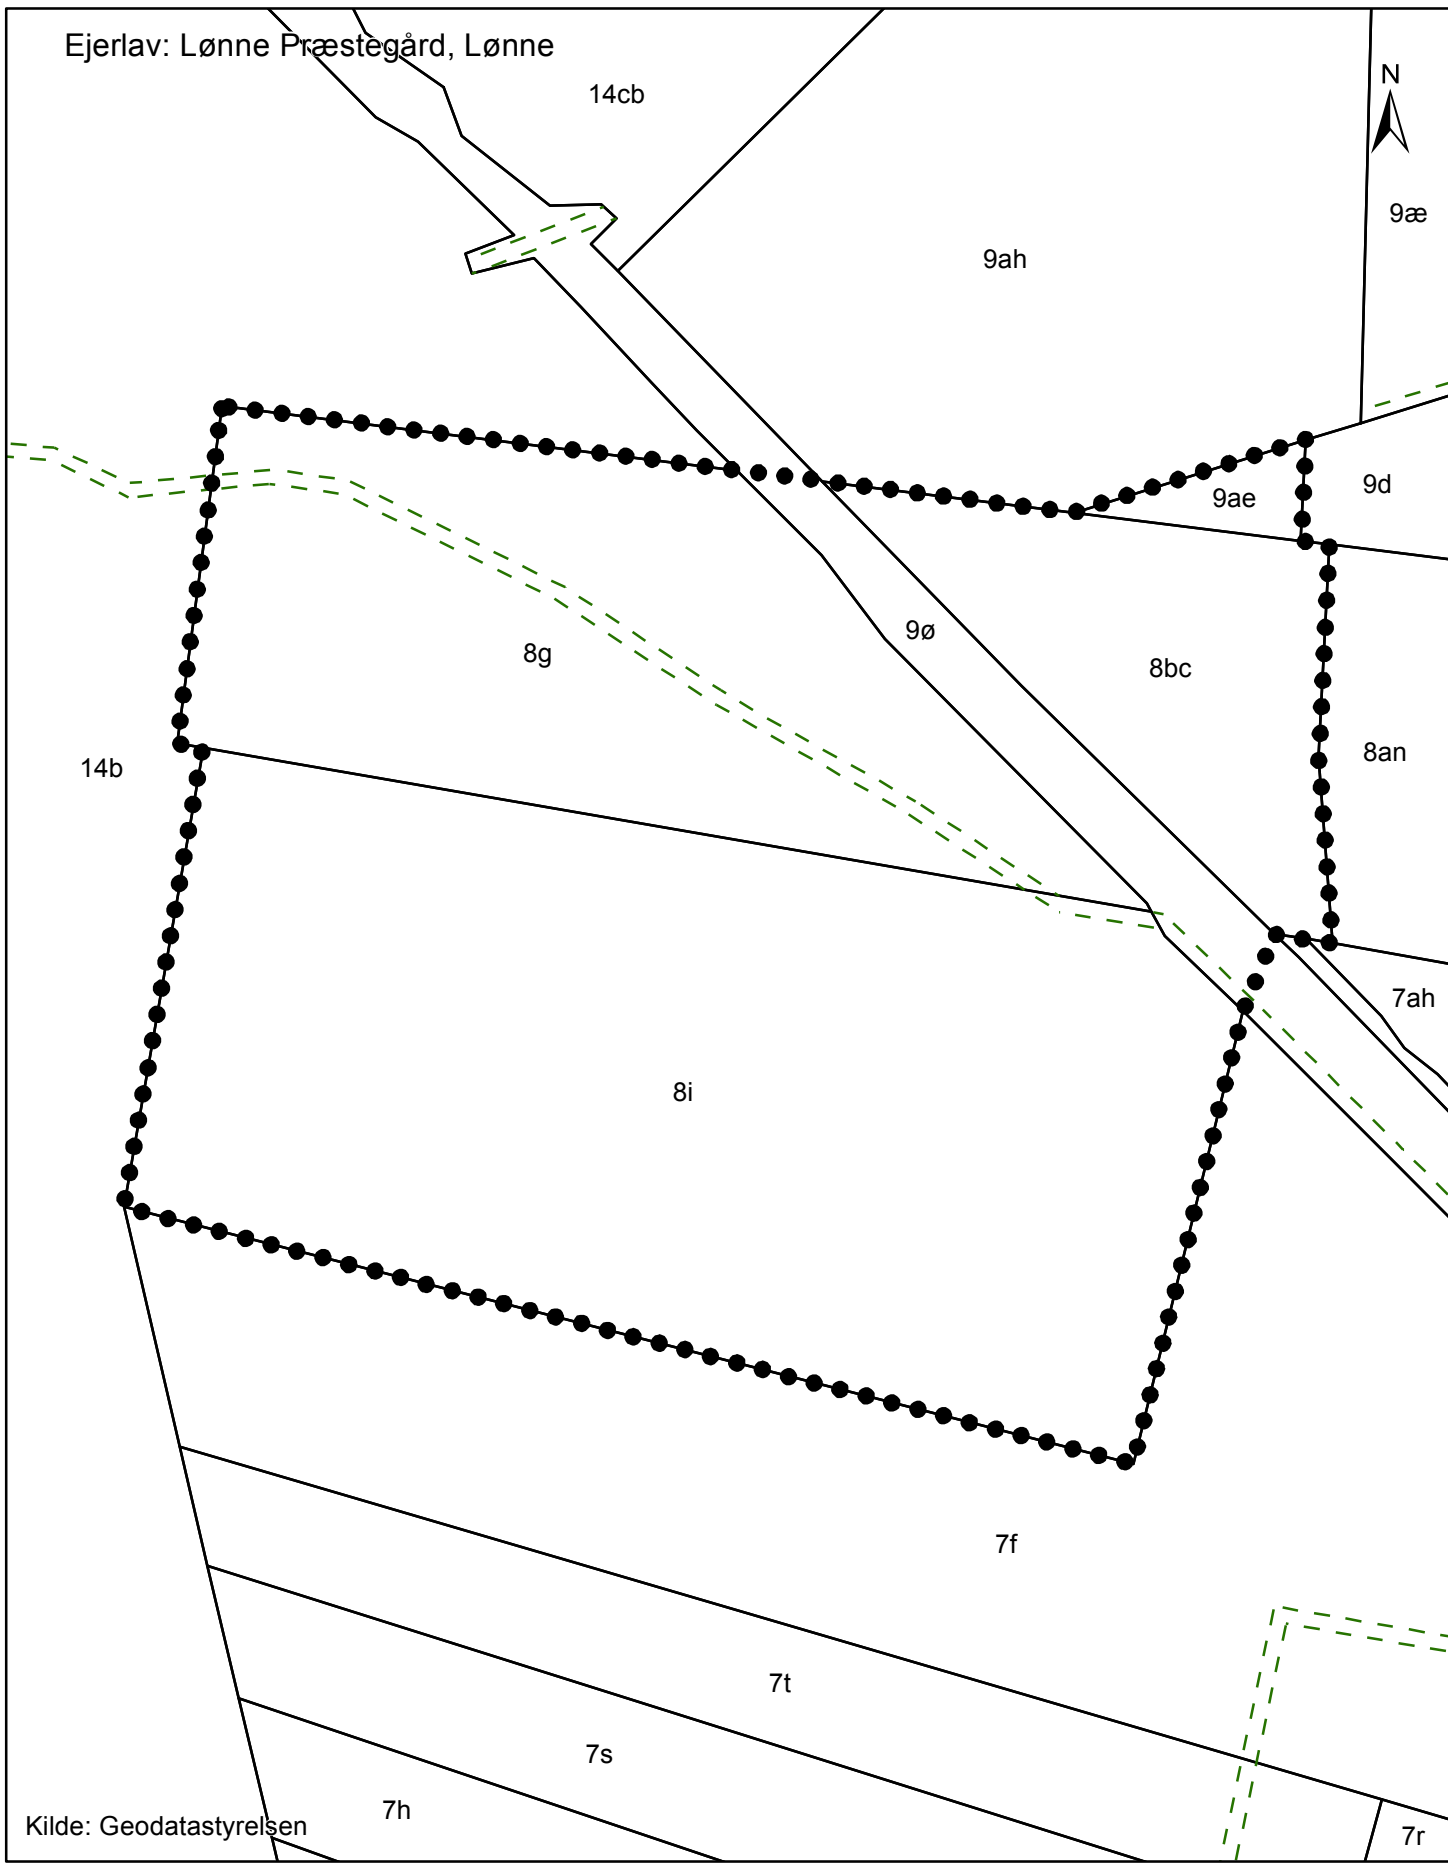 Ejerlav: Lønne Præstegård, Lønne
14cb
N
9æ
9ah
9ae
9d
9ø
8g
8bc
14b
8an
7ah
8i
7f
7t
7s
7h
Kilde: Geodatastyrelsen
7r